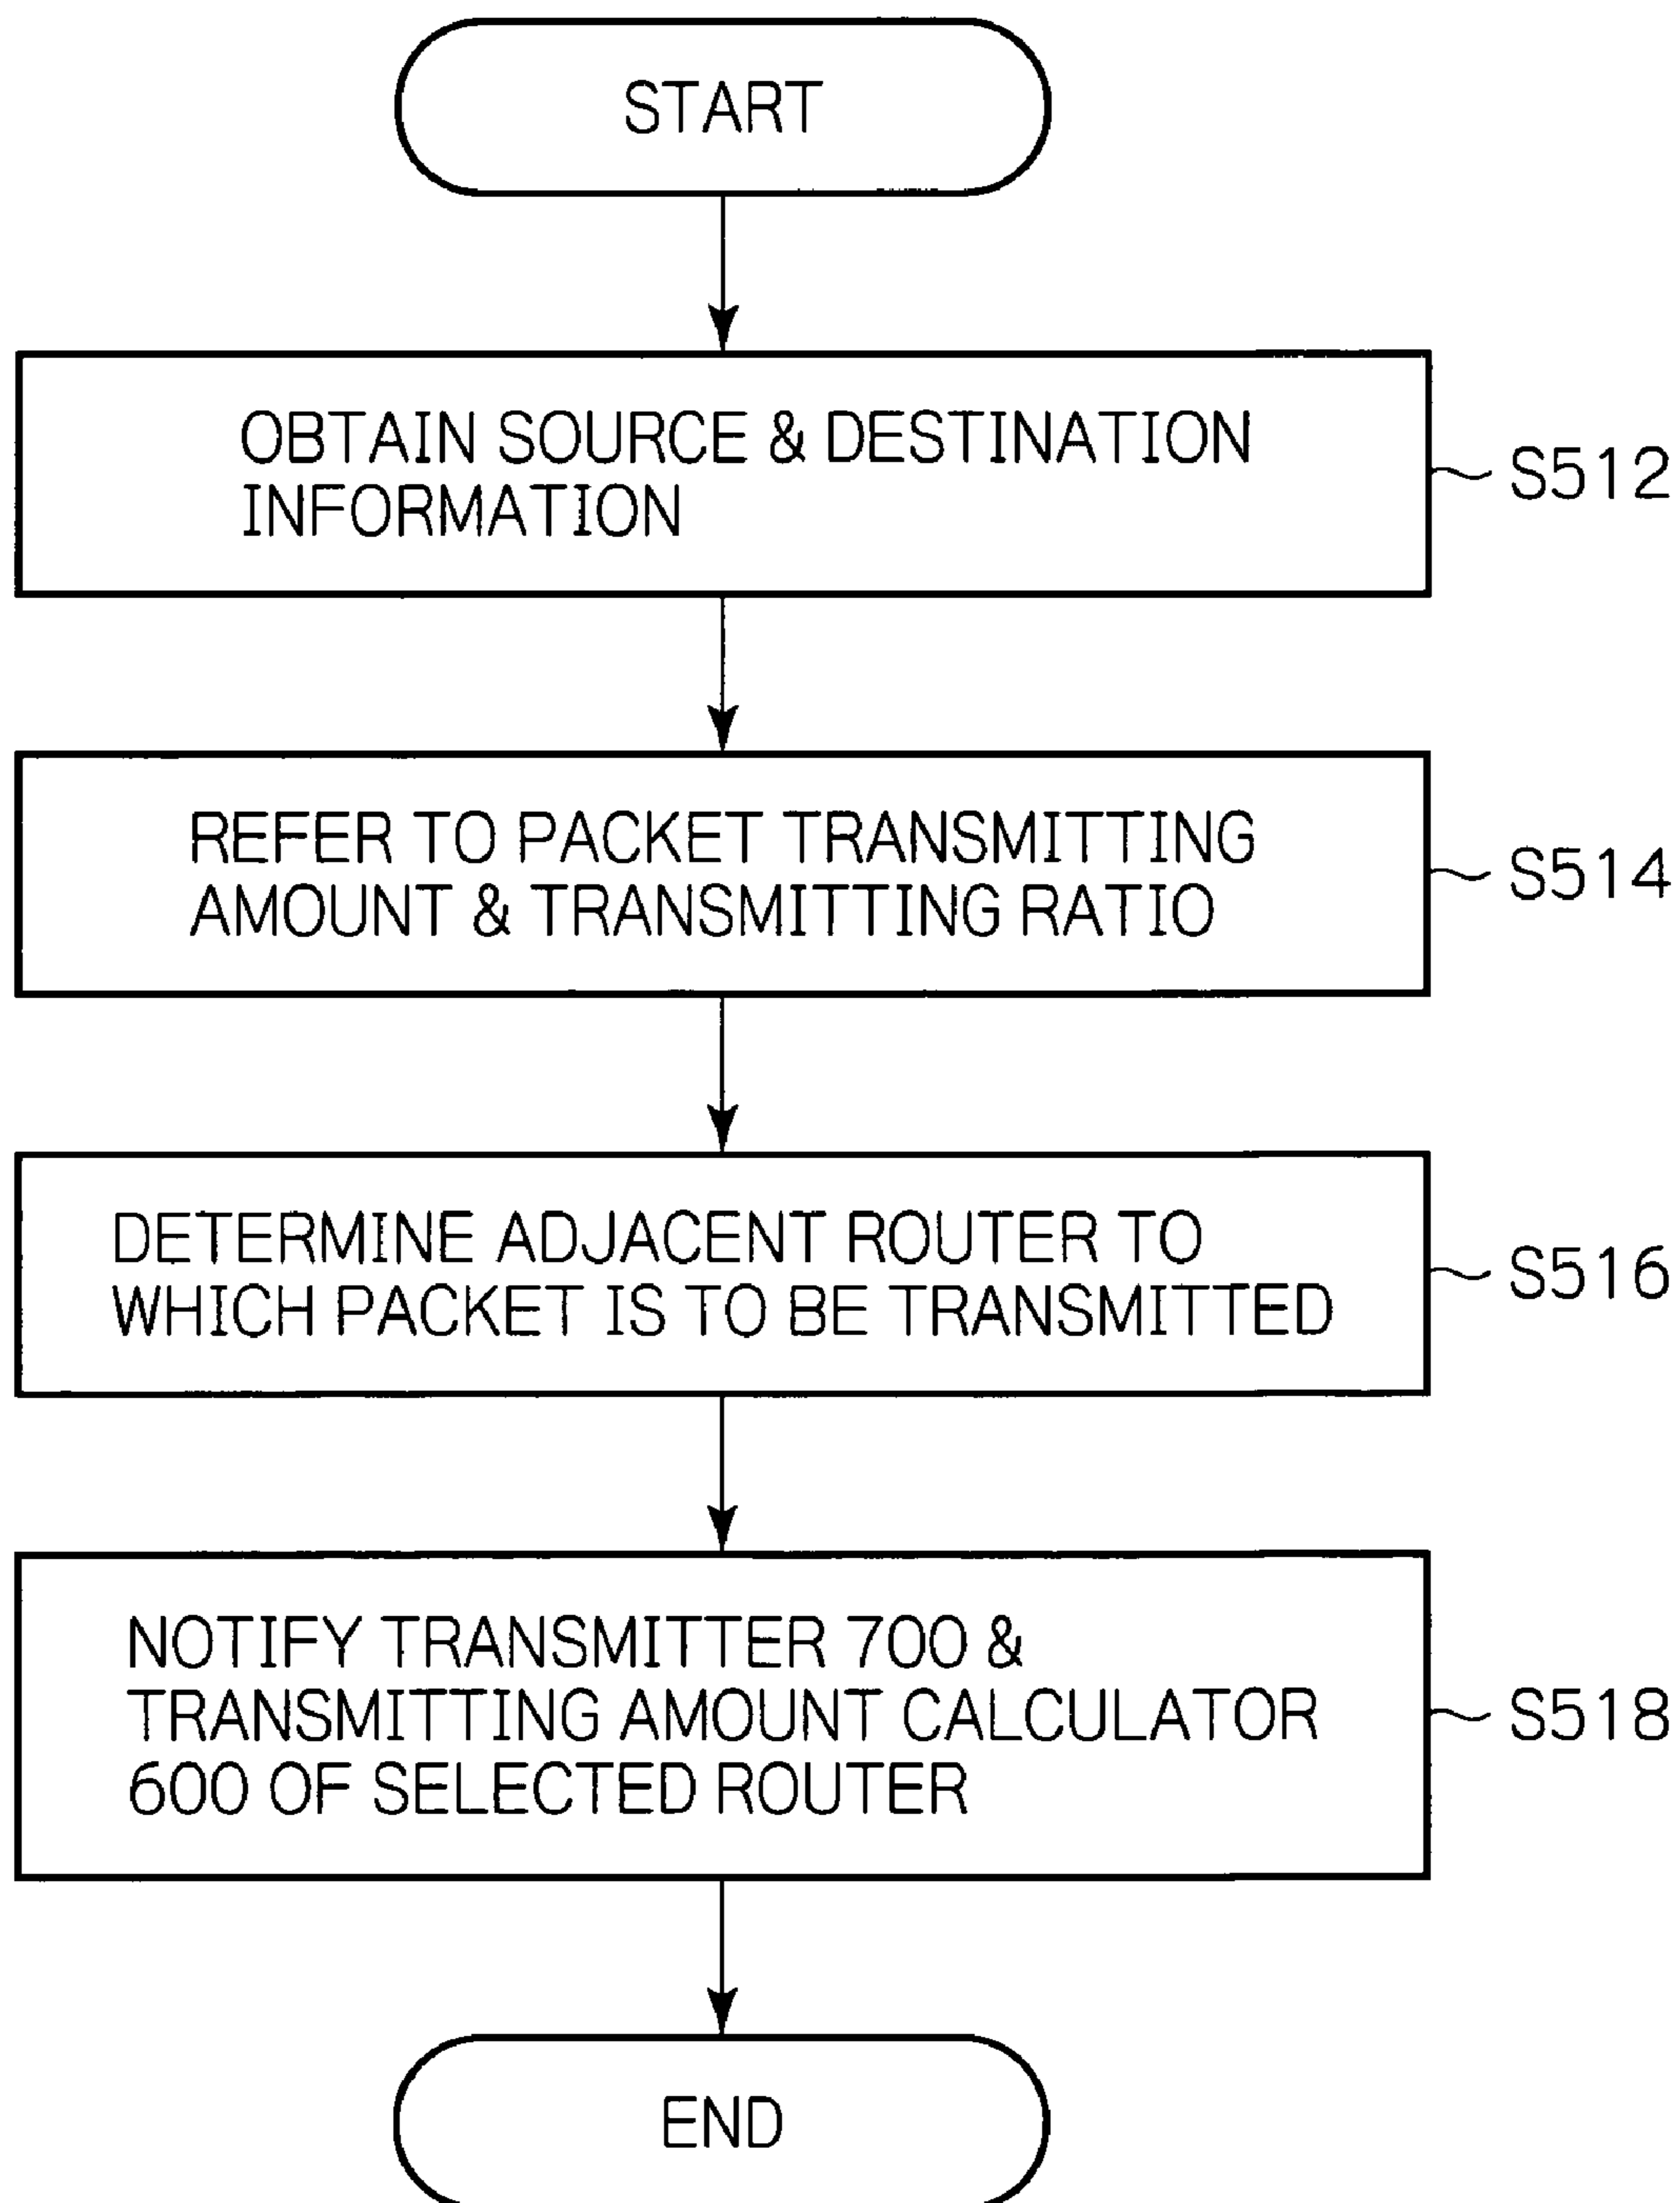 START
OBTAIN SOURCE & DESTINATION
INFORMATION
S512
REFER TO PACKET TRANSMITTING
AMOUNT & TRANSMITTING RATIO
S514
DETERMINE ADJACENT ROUTER TO
WHICH PACKET IS TO BE TRANSMITTED
S516
NOTIFY TRANSMITTER 700 &
TRANSMITTING AMOUNT CALCULATOR
600 OF SELECTED ROUTER
S518
END